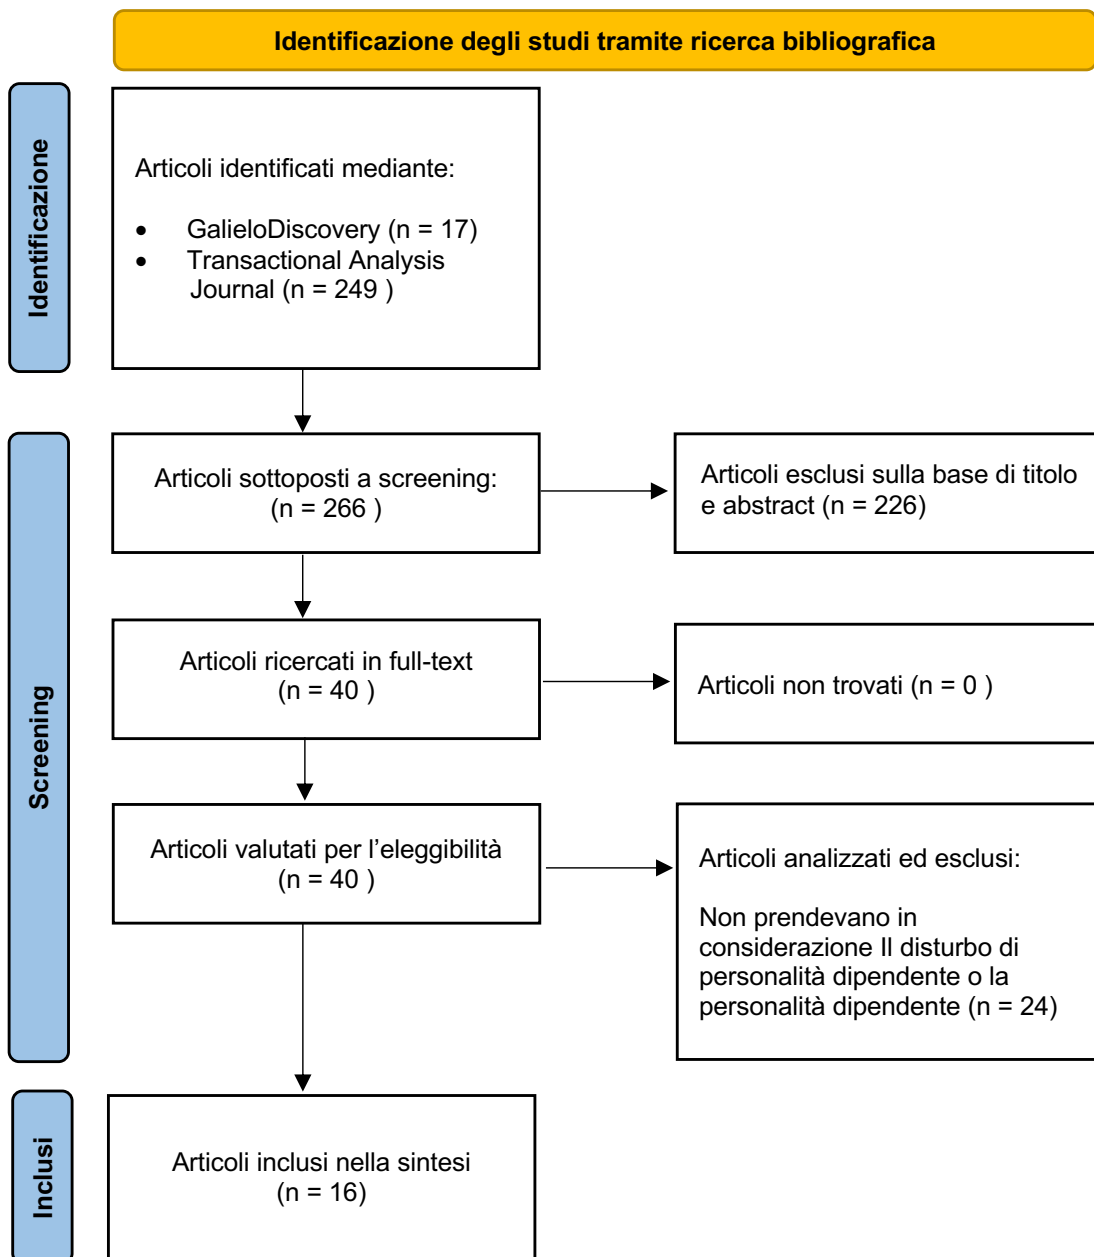 Identificazione degli studi tramite ricerca bibliografica
Identificazione
Articoli identificati mediante:
• GalieloDiscovery (n = 17)
• Transactional Analysis
Journal (n = 249 )
Screening
Articoli sottoposti a screening:
(n = 266 )
Articoli esclusi sulla base di titolo
e abstract (n = 226)
Articoli ricercati in full-text
(n = 40 )
Articoli non trovati (n = 0 )
Articoli valutati per l’eleggibilità
(n = 40 )
Articoli analizzati ed esclusi:
Non prendevano in
considerazione Il disturbo di
personalità dipendente o la
personalità dipendente (n = 24)
Inclusi
Articoli inclusi nella sintesi
(n = 16)